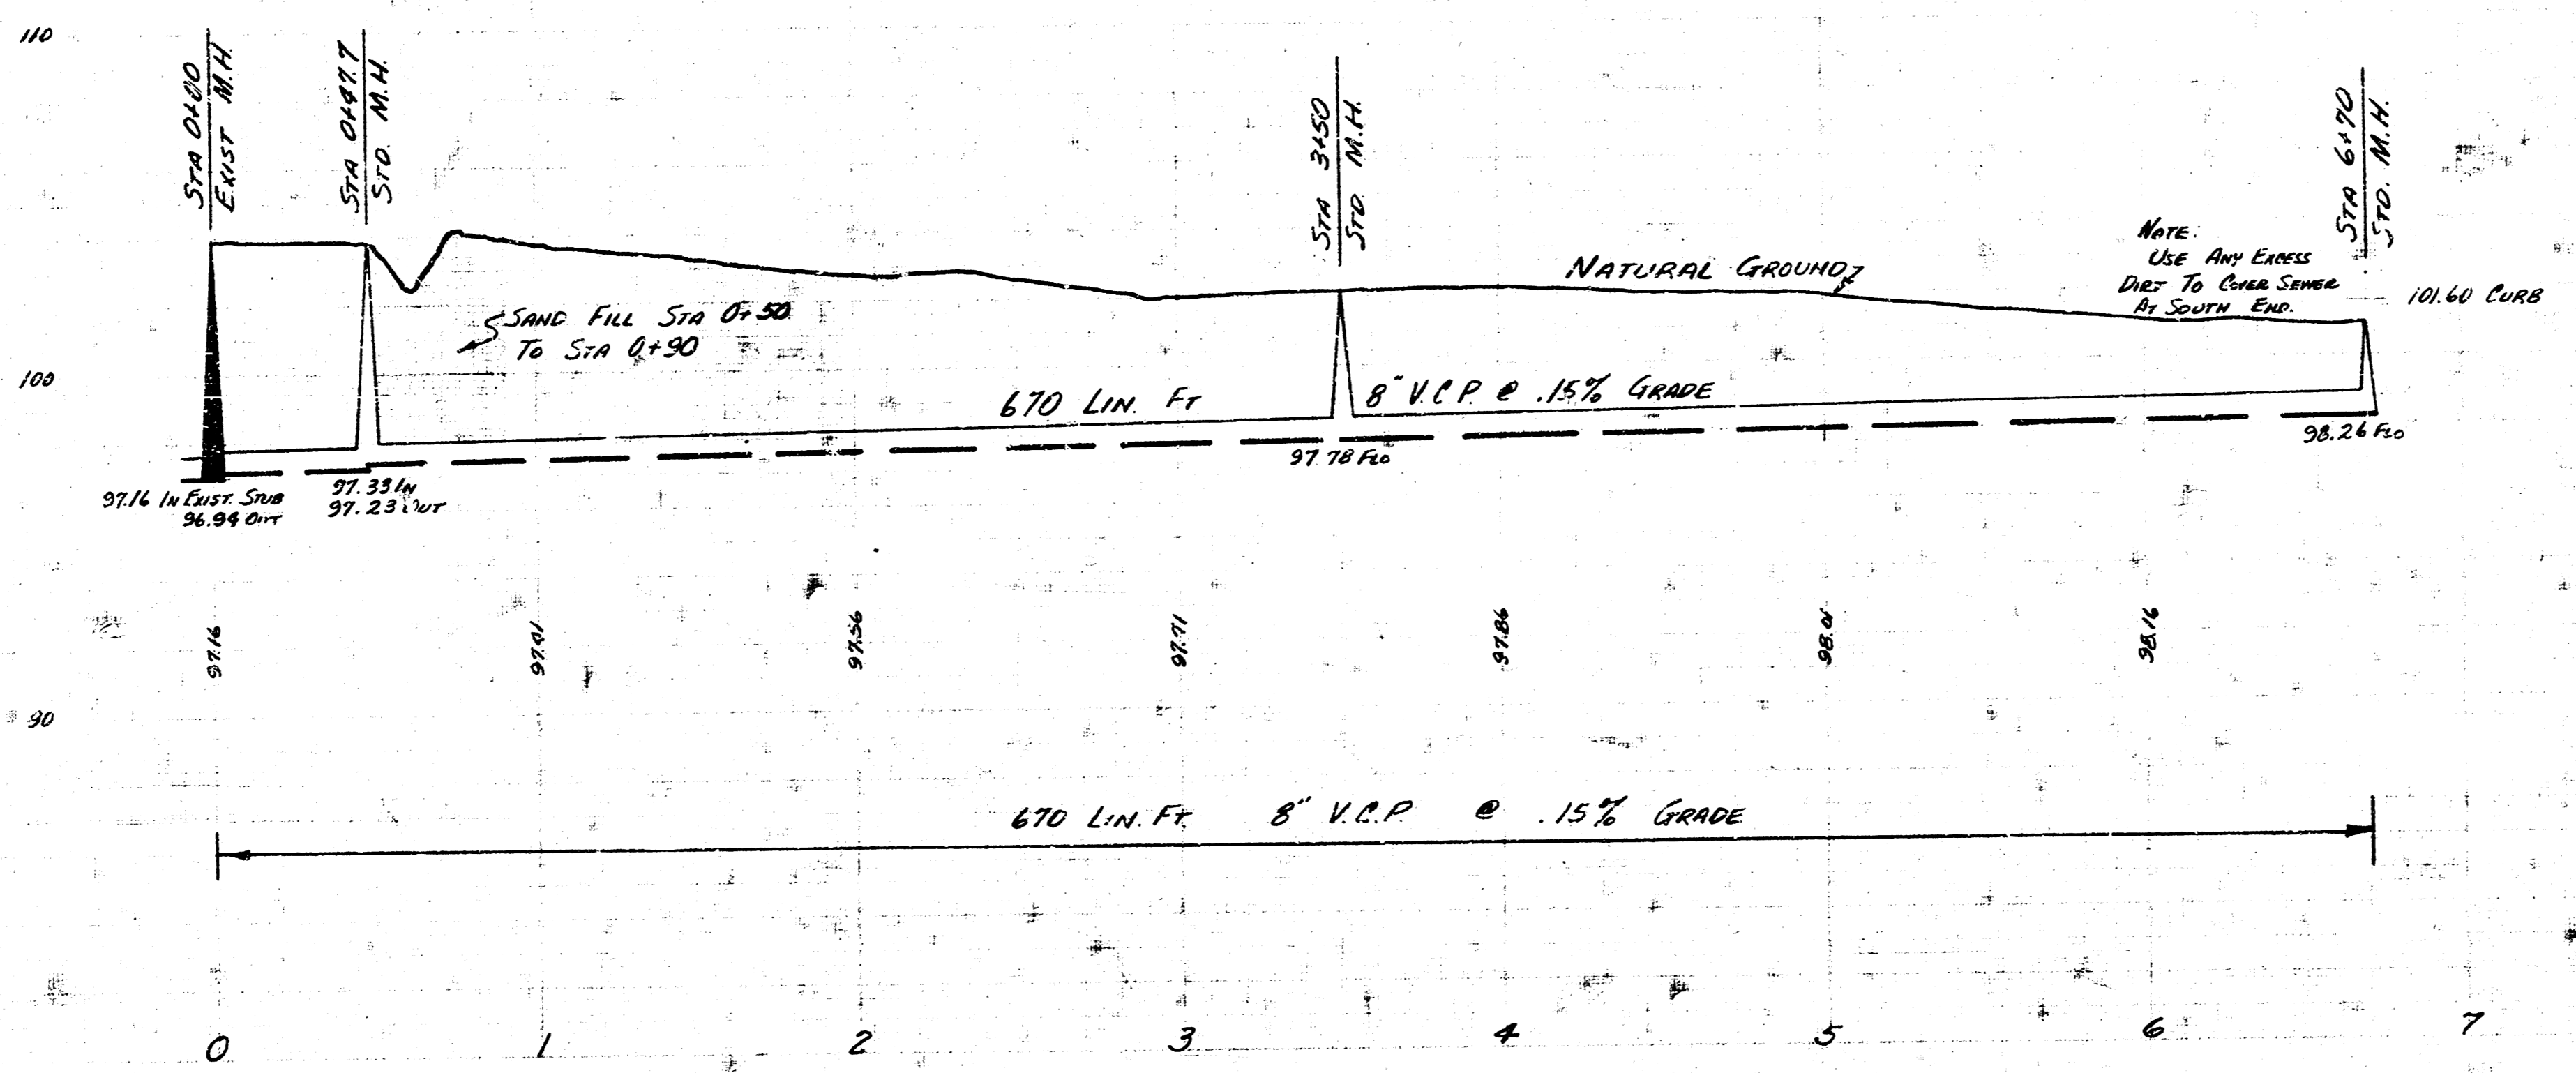 110
STA 0+00
EXIST M.H.
STA 0+47.7
STD. M.H.
STA 3+50
STD. M.H.
STA 6+70
STD. M.H.
NOTE:
USE ANY EXCESS
DIRT TO COVER SEWER
AT SOUTH END.
NATURAL GROUND
101.60 CURB
SAND FILL STA 0+50
TO STA 0+90
100
670 LIN. FT 8" V.C.P. @ .15% GRADE
97.16 IN EXIST. STUB
96.94 OUT
97.33 IN
97.23 OUT
97.78 FLO
98.26 FLO
97.16
97.41
97.56
97.71
97.86
98.01
98.16
90
670 LIN. FT. 8" V.C.P. @ .15% GRADE
0 1 2 3 4 5 6 7